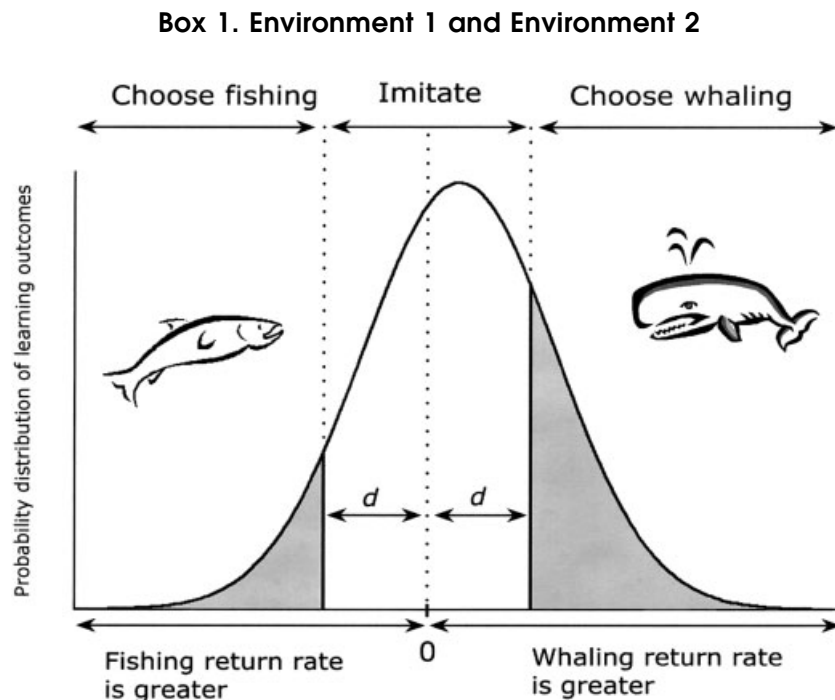 Box 1. Environment 1 and Environment 2
Choose fishing
Imitate
Choose whaling
Probability distribution of learning outcomes
d
d
0
Fishing return rate
is greater
Whaling return rate
is greater